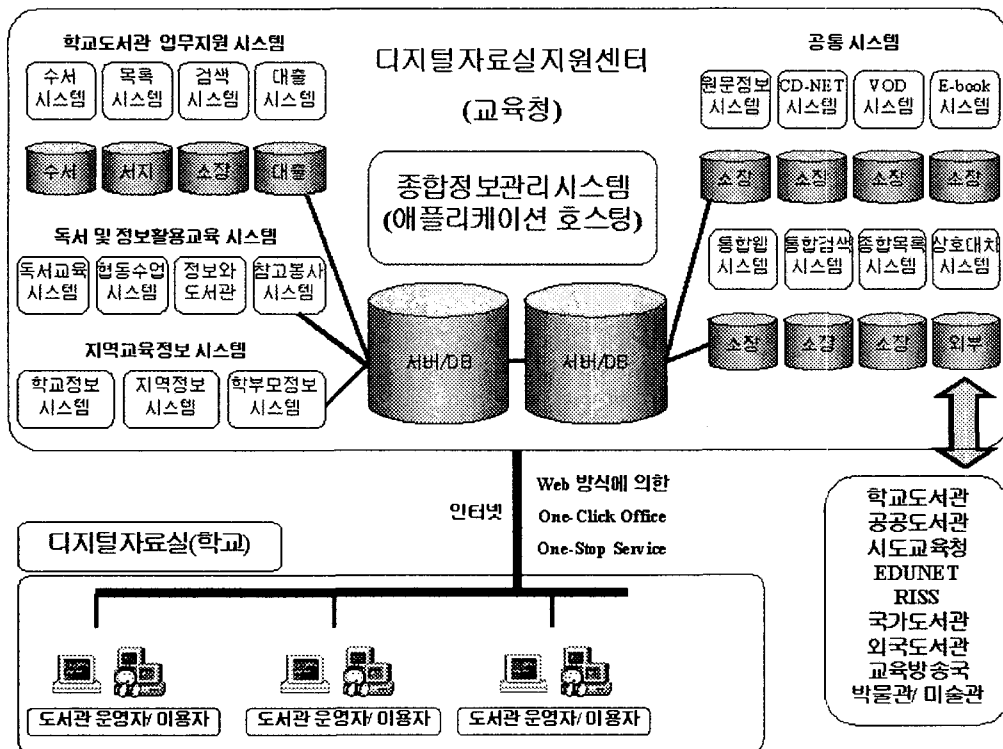 학교도서관 업무지원 시스템
수서 시스템
목록 시스템
검색 시스템
대출 시스템
수서
서지
소장
대출
독서 및 정보활용교육 시스템
독서교육 시스템
협동수업 시스템
정보와 도서관
참고봉사 시스템
지역교육정보 시스템
학교정보 시스템
지역정보 시스템
학부모정보 시스템
디지털자료실지원센터
(교육청)
종합정보관리시스템
(애플리케이션 호스팅)
서버/DB
서버/DB
공통 시스템
원문정보 시스템
CD-NET 시스템
VOD 시스템
E-book 시스템
소장
소장
소장
소장
통합웹 시스템
통합검색 시스템
종합목록 시스템
상호대차 시스템
소장
소장
소장
외부
인터넷
Web 방식에 의한
One-Click Office
One-Stop Service
디지털자료실(학교)
도서관 운영자/ 이용자
도서관 운영자/ 이용자
도서관 운영자/ 이용자
학교도서관
공공도서관
시도교육청
EDUNET
RISS
국가도서관
외국도서관
교육방송국
박물관/ 미술관